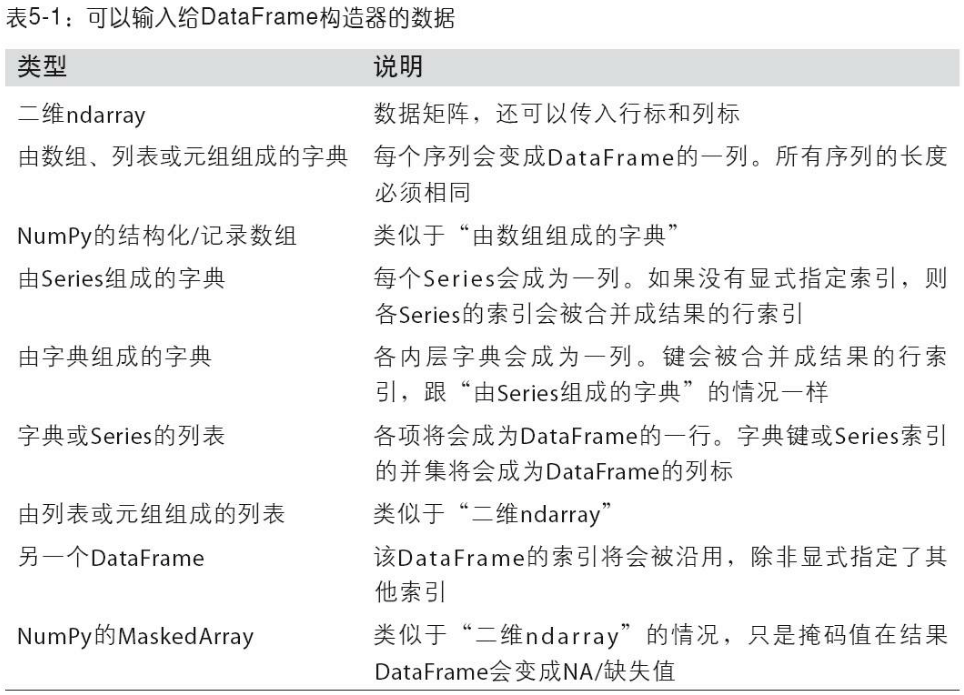 表5-1：可以输入给DataFrame构造器的数据
类型 说明
二维ndarray 数据矩阵，还可以传入行标和列标
由数组、列表或元组组成的字典 每个序列会变成DataFrame的一列。所有序列的长度
必须相同
NumPy的结构化/记录数组 类似于“由数组组成的字典”
由Series组成的字典 每个Series会成为一列。如果没有显式指定索引，则
各Series的索引会被合并成结果的行索引
由字典组成的字典 各内层字典会成为一列。键会被合并成结果的行索
引，跟“由Series组成的字典”的情况一样
字典或Series的列表 各项将会成为DataFrame的一行。字典键或Series索引
的并集将会成为DataFrame的列标
由列表或元组组成的列表 类似于“二维ndarray”
另一个DataFrame 该DataFrame的索引将会被沿用，除非显式指定了其
他索引
NumPy的MaskedArray 类似于“二维ndarray”的情况，只是掩码值在结果
DataFrame会变成NA/缺失值